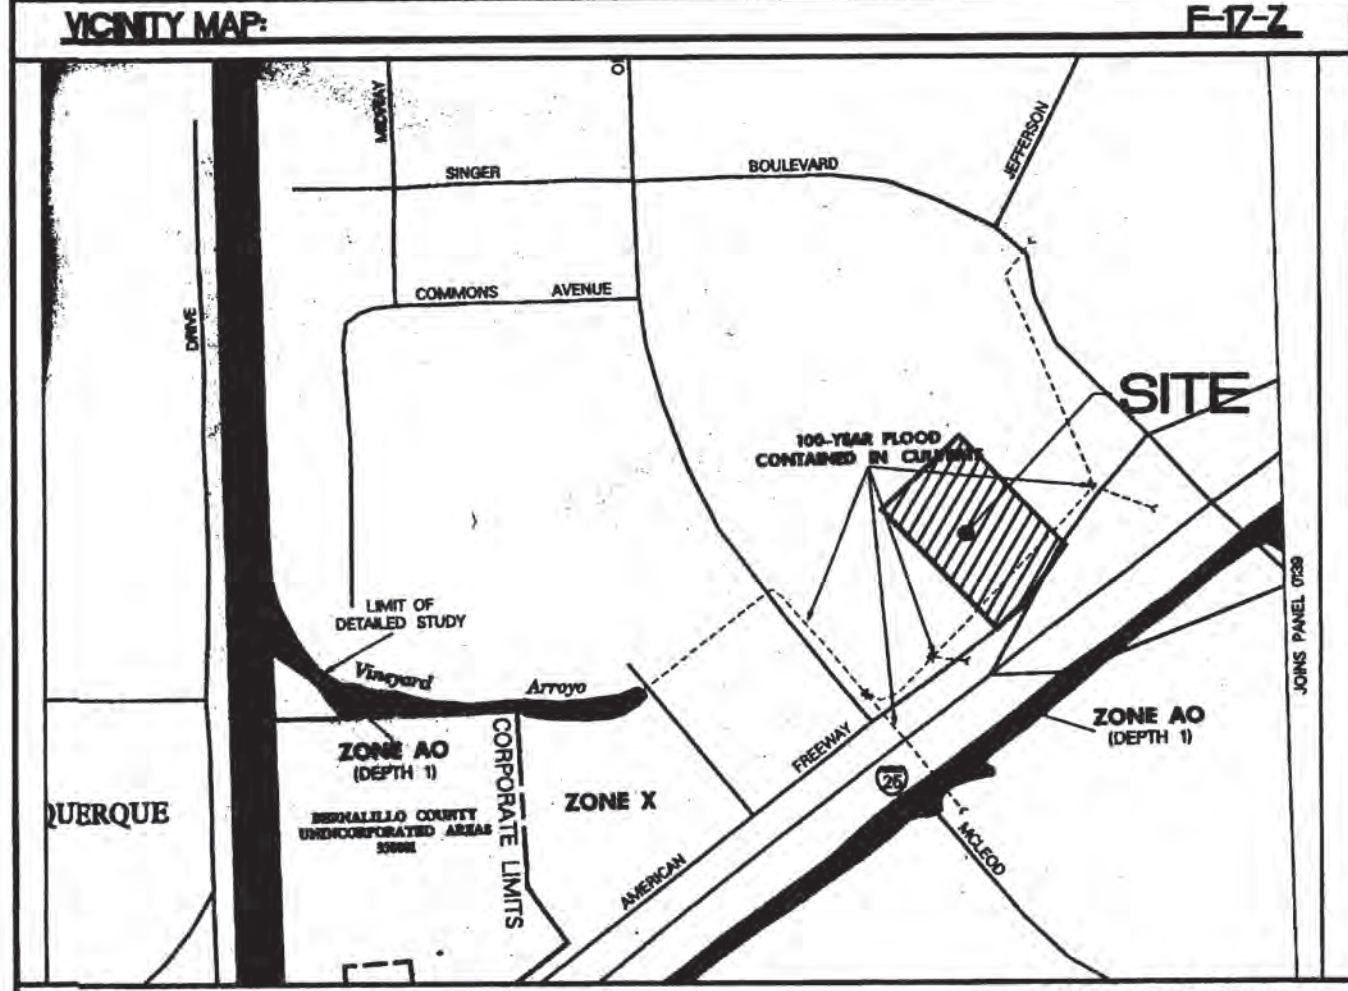 VICINITY MAP:
F-17-Z
MIDWAY
SINGER
BOULEVARD
JEFFERSON
COMMONS AVENUE
DRIVE
SITE
100-YEAR FLOOD
CONTAINED IN CULVERTS
LIMIT OF
DETAILED STUDY
Vineyard Arroyo
ZONE AO
(DEPTH 1)
CORPORATE LIMITS
ZONE X
BERNALILLO COUNTY
UNINCORPORATED AREAS
QUERQUE
AMERICAN
FREEWAY
25
MCLEOD
ZONE AO
(DEPTH 1)
JOINS PANEL 0139